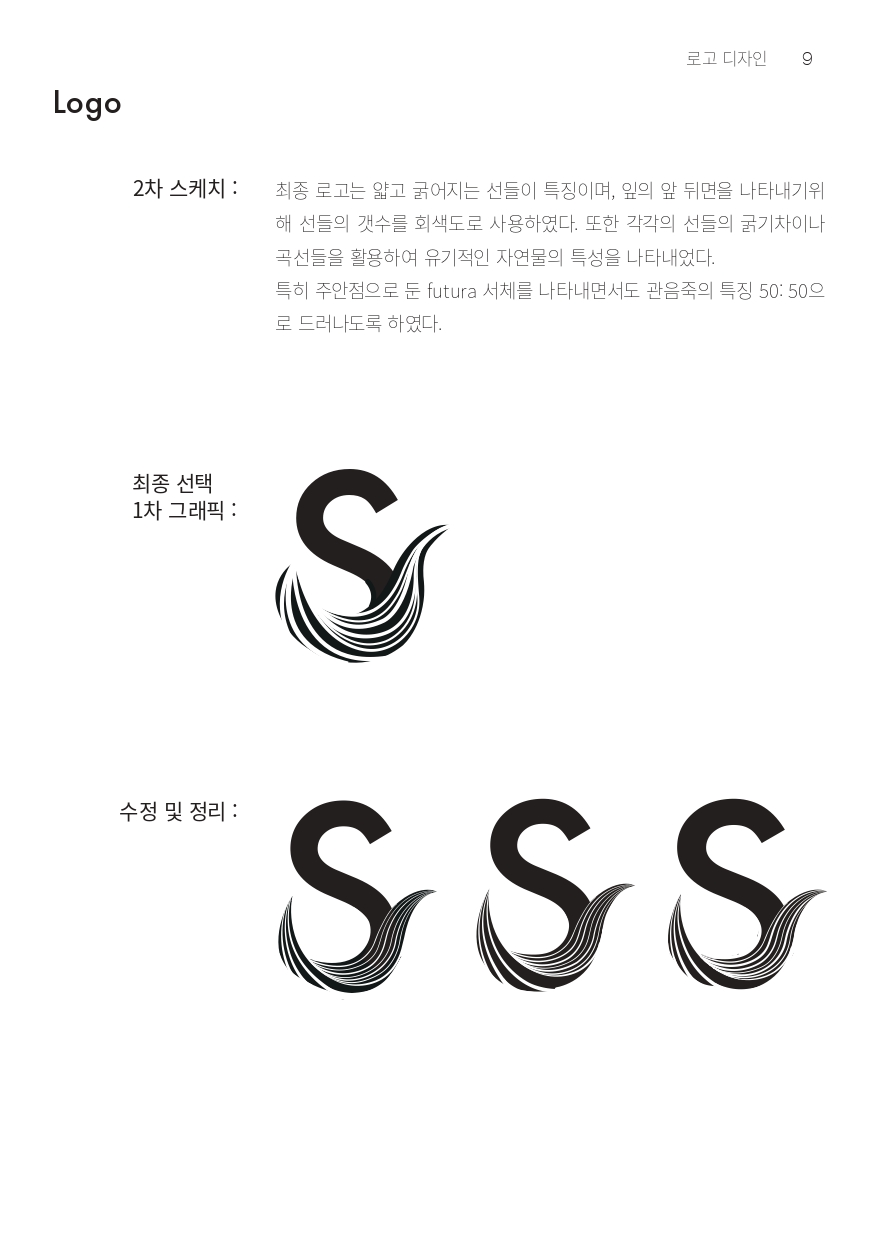 로고 디자인 9
Logo
2차 스케치 :
최종 로고는 얇고 굵어지는 선들이 특징이며, 잎의 앞 뒤면을 나타내기위
해 선들의 갯수를 회색도로 사용하였다. 또한 각각의 선들의 굵기차이나
곡선들을 활용하여 유기적인 자연물의 특성을 나타내었다.
특히 주안점으로 둔 futura 서체를 나타내면서도 관음죽의 특징 50: 50으
로 드러나도록 하였다.
최종 선택
1차 그래픽 :
S
수정 및 정리 :
S S S